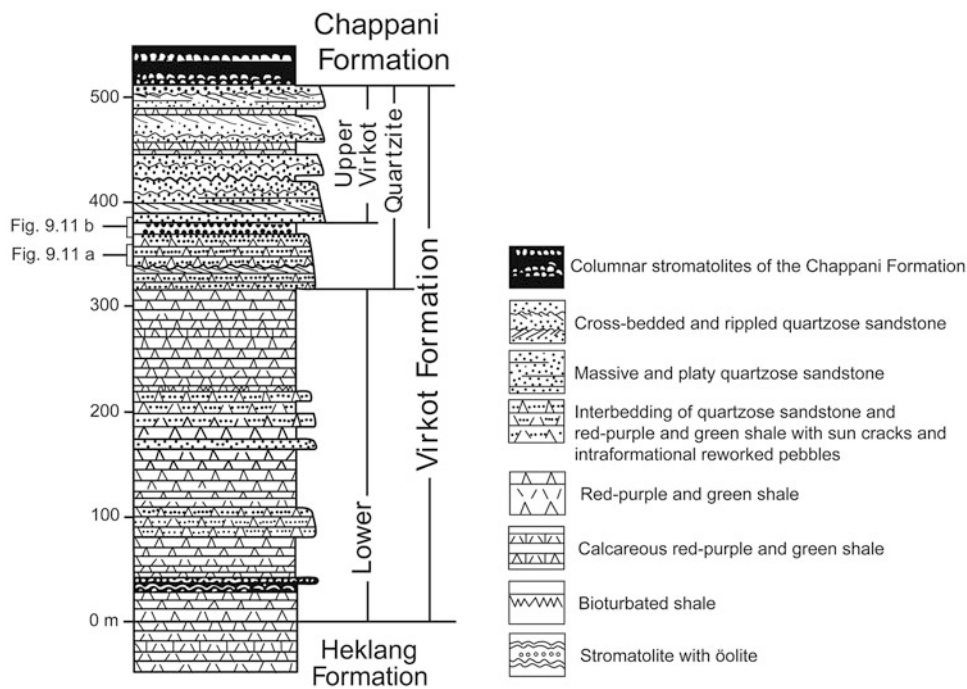 Chappani
Formation
500
400
300
200
100
0 m
Fig. 9.11 b
Fig. 9.11 a
Upper
Virkot
Quartzite
Lower
Virkot Formation
Heklang
Formation
Columnar stromatolites of the Chappani Formation
Cross-bedded and rippled quartzose sandstone
Massive and platy quartzose sandstone
Interbedding of quartzose sandstone and
red-purple and green shale with sun cracks and
intraformational reworked pebbles
Red-purple and green shale
Calcareous red-purple and green shale
Bioturbated shale
Stromatolite with öolite